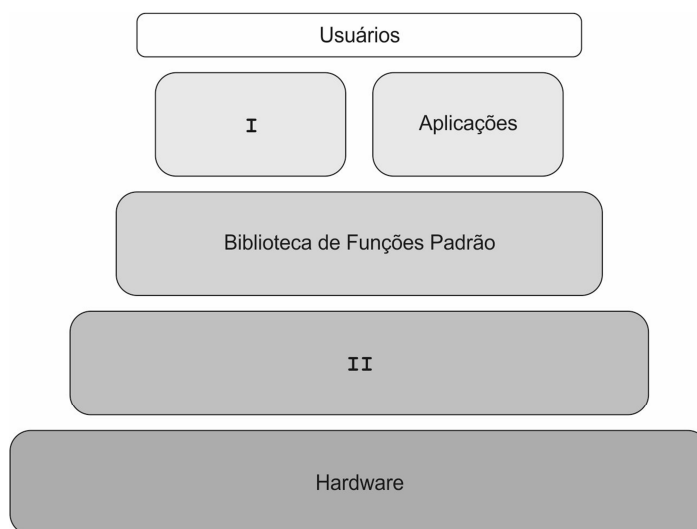 Usuários
I
Aplicações
Biblioteca de Funções Padrão
II
Hardware